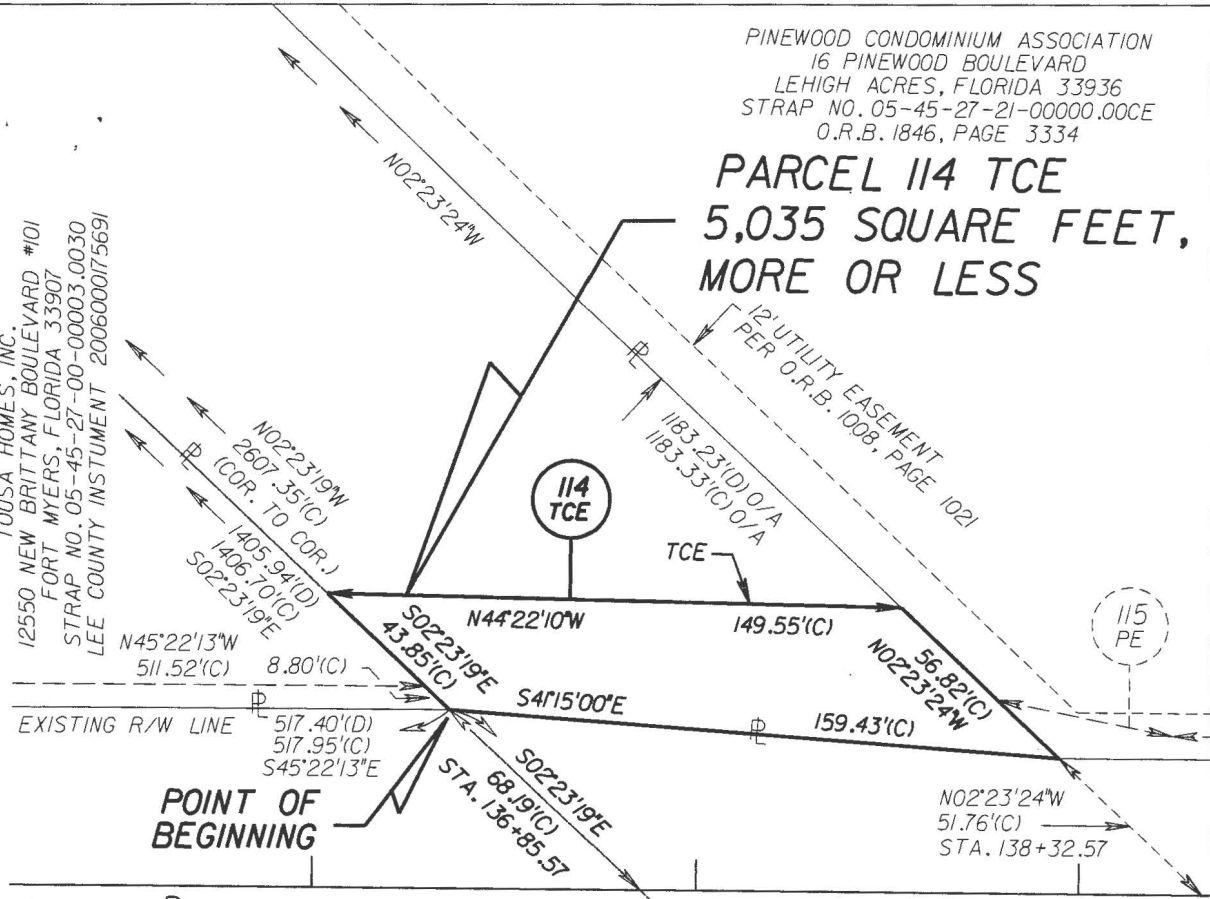 PINEWOOD CONDOMINIUM ASSOCIATION
16 PINEWOOD BOULEVARD
LEHIGH ACRES, FLORIDA 33936
STRAP NO. 05-45-27-21-00000.00CE
O.R.B. 1846, PAGE 3334
PARCEL 114 TCE
5,035 SQUARE FEET,
MORE OR LESS
N02°23'24"W
12' UTILITY EASEMENT
PER O.R.B. 1008, PAGE 1021
PL
1183.23'(D) O/A
1183.33'(C) O/A
HOMES, INC.
12550 NEW BRITTANY BOULEVARD #101
FORT MYERS, FLORIDA 33907
STRAP NO. 05-45-27-00-00003.0030
LEE COUNTY INSTUMENT 2006000175691
N02°23'19"W
2607.35'(C)
(COR. TO COR.)
PL
1405.94'(D)
1406.70'(C)
S02°23'19"E
114
TCE
TCE
N44°22'10"W
149.55'(C)
S02°23'19"E
43.85'(C)
56.82'(C)
N02°23'24"W
115
PE
N45°22'13"W
511.52'(C)
8.80'(C)
S41°15'00"E
PL
159.43'(C)
PL
EXISTING R/W LINE
517.40'(D)
517.95'(C)
S45°22'13"E
POINT OF
BEGINNING
S02°23'19"E
68.19'(C)
STA. 136+85.57
N02°23'24"W
51.76'(C)
STA. 138+32.57